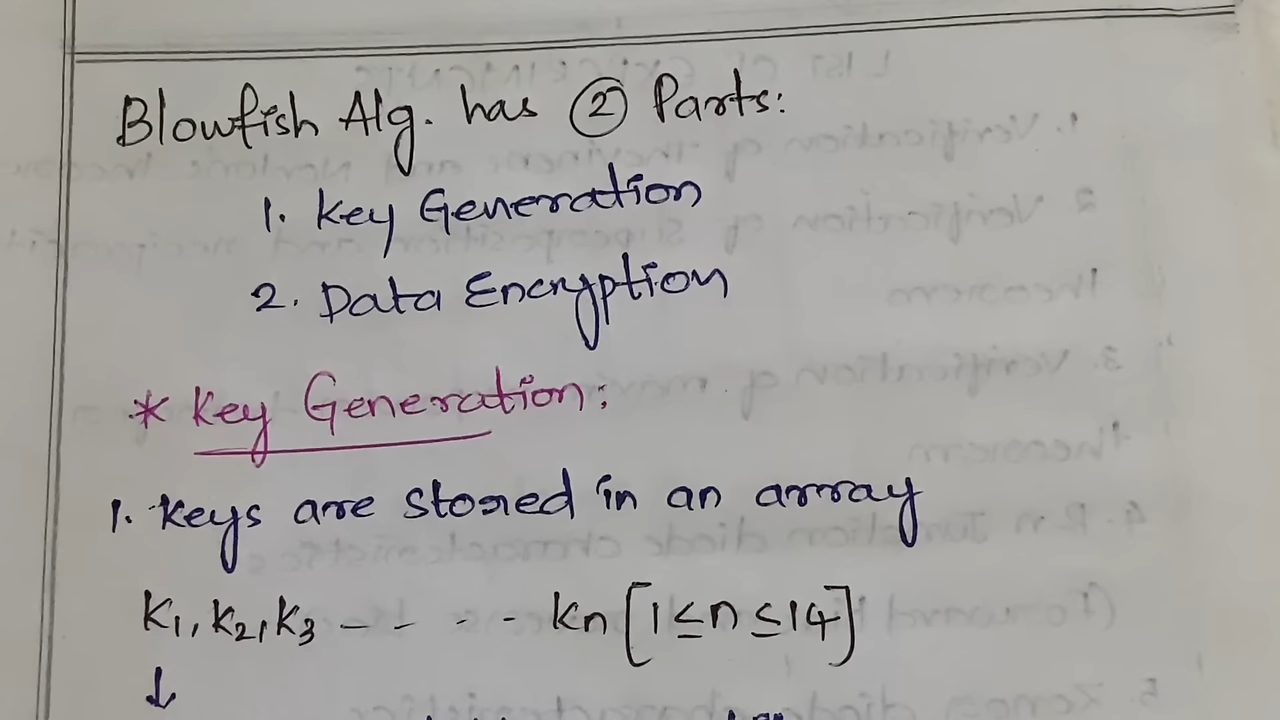 Blowfish Alg. has ② Parts:
1. Key Generation
2. Data Encryption
* Key Generation:
1. Keys are stored in an array
K1, K2, K3 - - - - Kn [1≤n≤14]
↓